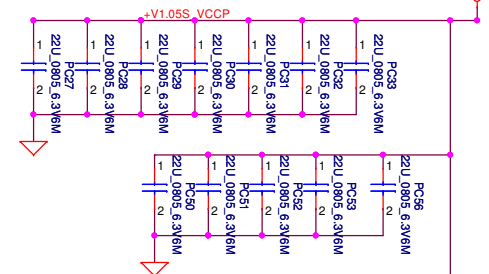 +V1.05S_VCCP
1
2
22U_0805_6.3V6M
PC27
1
2
22U_0805_6.3V6M
PC28
1
2
22U_0805_6.3V6M
PC29
1
2
22U_0805_6.3V6M
PC30
1
2
22U_0805_6.3V6M
PC31
1
2
22U_0805_6.3V6M
PC32
1
2
22U_0805_6.3V6M
PC33
1
2
22U_0805_6.3V6M
PC50
1
2
22U_0805_6.3V6M
PC51
1
2
22U_0805_6.3V6M
PC52
1
2
22U_0805_6.3V6M
PC53
1
2
22U_0805_6.3V6M
PC56